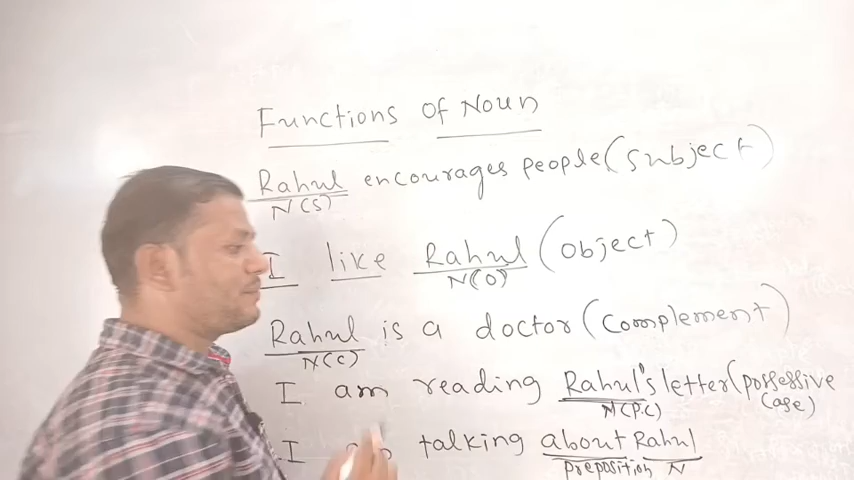 Functions of Noun
Rahul encourages people (Subject)
N(S)
I like Rahul (Object)
N(O)
Rahul is a doctor (Complement)
N(C)
I am reading Rahul's letter (possessive
N(P.C) Case)
I talking about Rahul
preposition N